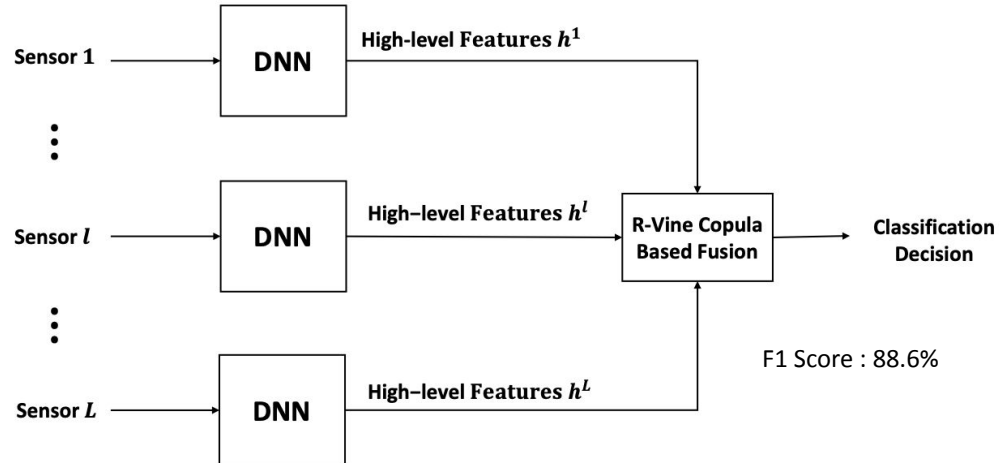 Sensor 1
DNN
High-level Features h¹
Sensor l
DNN
High–level Features hˡ
R-Vine Copula
Based Fusion
Classification
Decision
Sensor L
DNN
High–level Features hᴸ
F1 Score : 88.6%